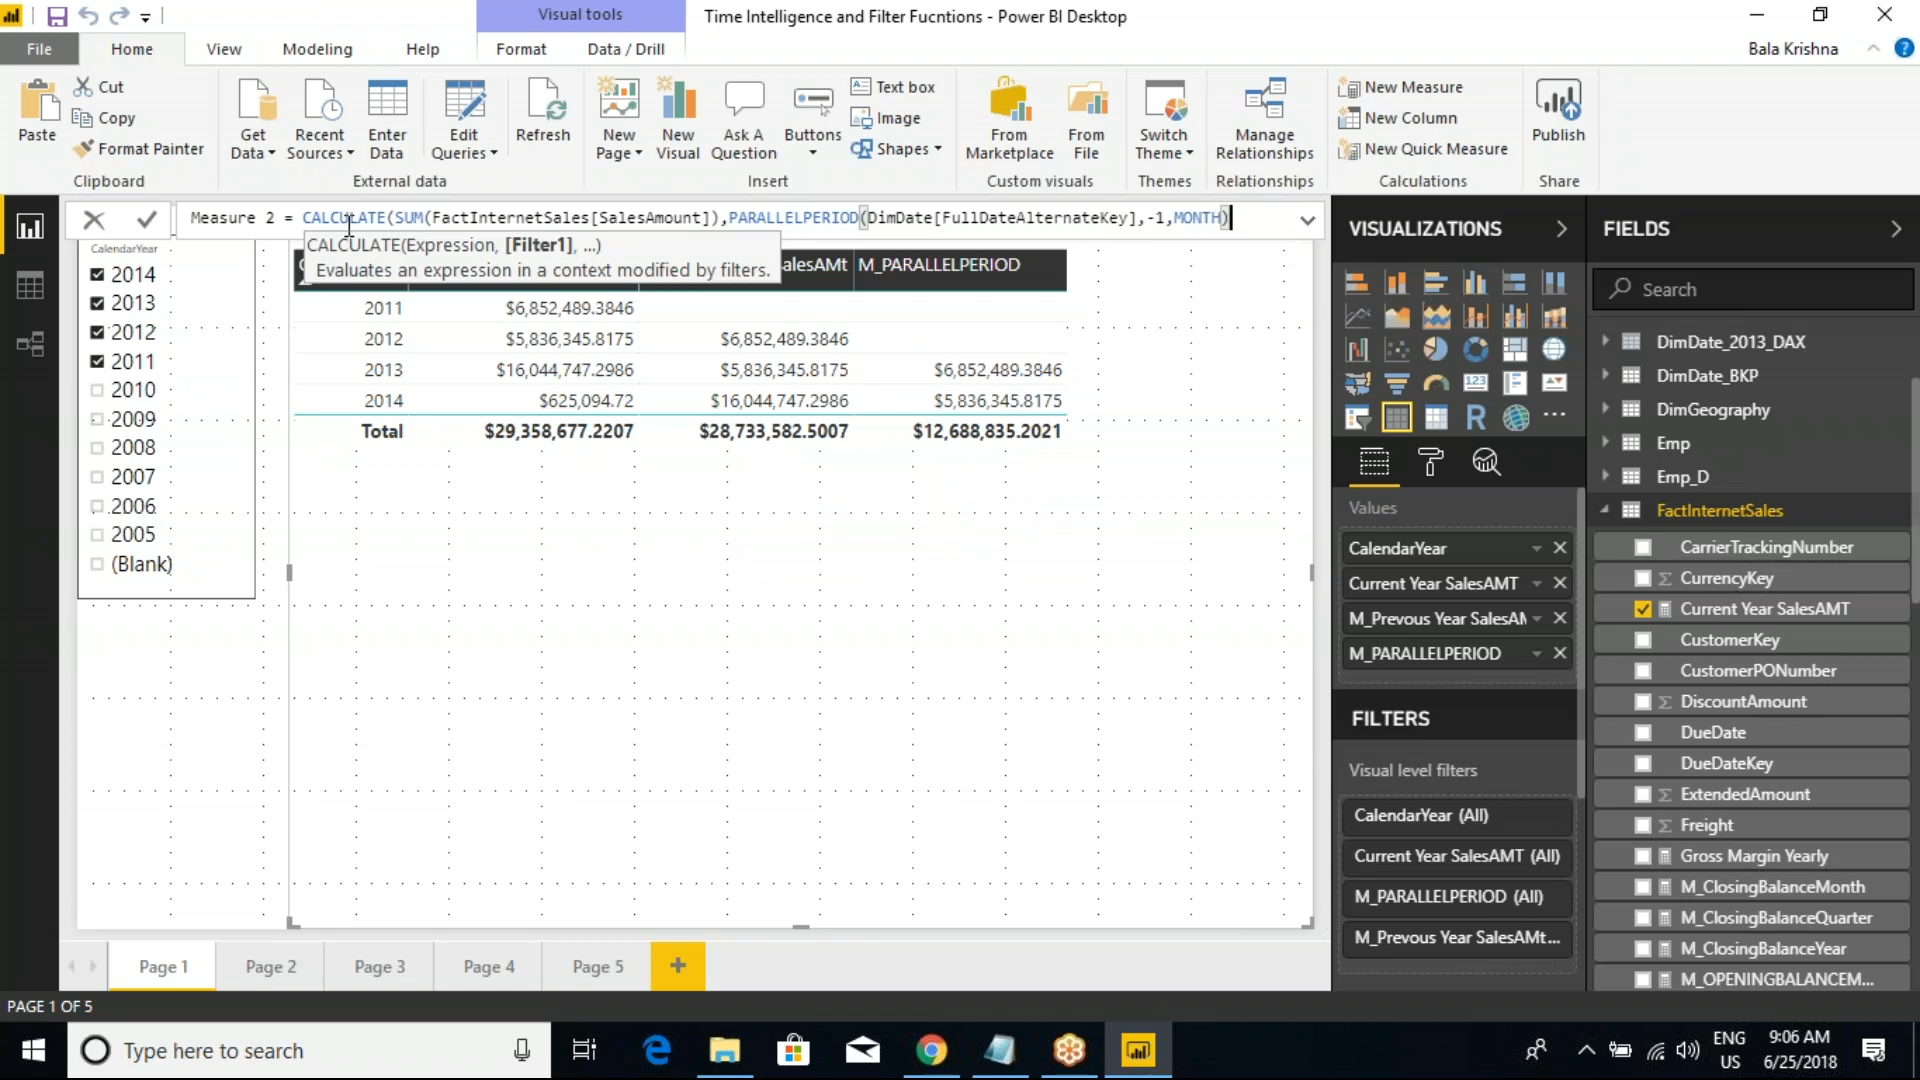 Visual tools
Time Intelligence and Filter Fucntions - Power BI Desktop
File
Home
View
Modeling
Help
Format
Data / Drill
Bala Krishna
Paste
Cut
Copy
Format Painter
Clipboard
Get Data
Recent Sources
Enter Data
Edit Queries
Refresh
External data
New Page
New Visual
Ask A Question
Buttons
Text box
Image
Shapes
Insert
From Marketplace
From File
Custom visuals
Switch Theme
Themes
Manage Relationships
Relationships
New Measure
New Column
New Quick Measure
Calculations
Publish
Share
Measure 2 = CALCULATE(SUM(FactInternetSales[SalesAmount]),PARALLELPERIOD(DimDate[FullDateAlternateKey],-1,MONTH)
CALCULATE(Expression, [Filter1], ...)
Evaluates an expression in a context modified by filters.
CalendarYear
2014
2013
2012
2011
2010
2009
2008
2007
2006
2005
(Blank)
alesAMt M_PARALLELPERIOD
2011 $6,852,489.3846
2012 $5,836,345.8175 $6,852,489.3846
2013 $16,044,747.2986 $5,836,345.8175 $6,852,489.3846
2014 $625,094.72 $16,044,747.2986 $5,836,345.8175
Total $29,358,677.2207 $28,733,582.5007 $12,688,835.2021
VISUALIZATIONS
123
R
Values
CalendarYear
Current Year SalesAMT
M_Prevous Year SalesAM
M_PARALLELPERIOD
FILTERS
Visual level filters
CalendarYear (All)
Current Year SalesAMT (All)
M_PARALLELPERIOD (All)
M_Prevous Year SalesAMt...
FIELDS
Search
DimDate_2013_DAX
DimDate_BKP
DimGeography
Emp
Emp_D
FactInternetSales
CarrierTrackingNumber
CurrencyKey
Current Year SalesAMT
CustomerKey
CustomerPONumber
DiscountAmount
DueDate
DueDateKey
ExtendedAmount
Freight
Gross Margin Yearly
M_ClosingBalanceMonth
M_ClosingBalanceQuarter
M_ClosingBalanceYear
M_OPENINGBALANCEM...
Page 1
Page 2
Page 3
Page 4
Page 5
PAGE 1 OF 5
Type here to search
ENG
US
9:06 AM
6/25/2018